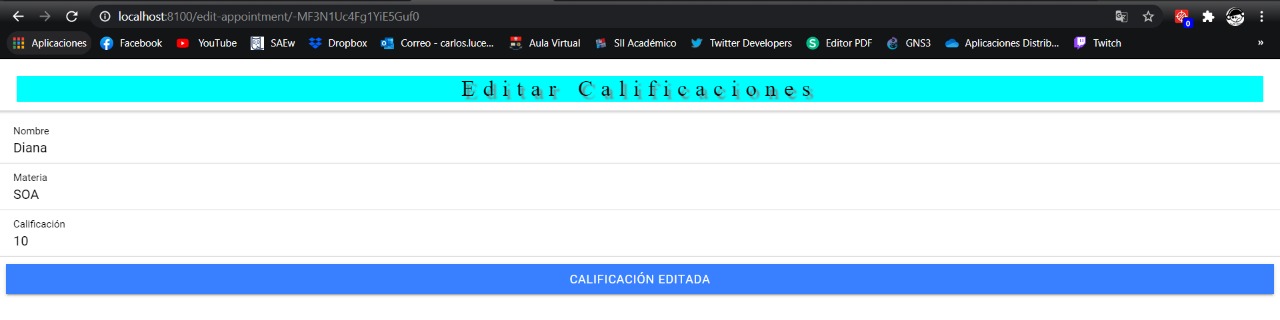 localhost:8100/edit-appointment/-MF3N1Uc4Fg1YiE5Guf0
0
Aplicaciones Facebook YouTube SAEw Dropbox Correo - carlos.luce... Aula Virtual SII Académico Twitter Developers Editor PDF GNS3 Aplicaciones Distrib... Twitch »
Editar Calificaciones
Nombre
Diana
Materia
SOA
Calificación
10
CALIFICACIÓN EDITADA